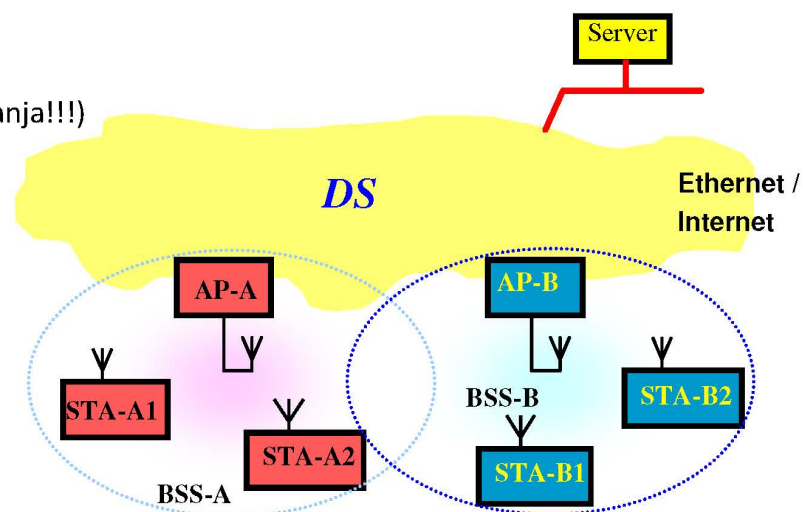 Server
anja!!!)
DS
Ethernet /
Internet
AP-A
AP-B
STA-A1
STA-A2
BSS-A
BSS-B
STA-B1
STA-B2